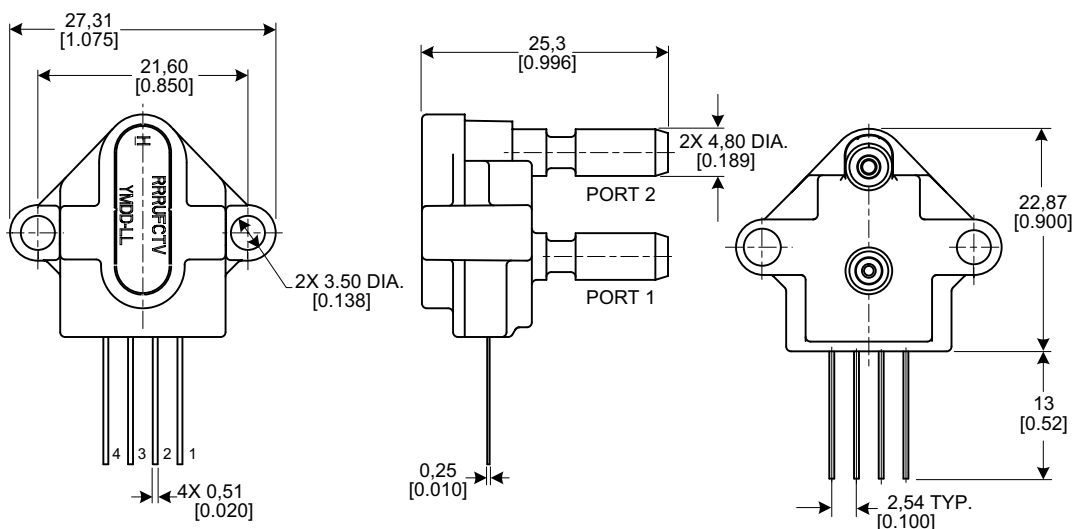 27,31
[1.075]
21,60
[0.850]
H
RRRUFCTV
YMDD-LL
2X 3.50 DIA.
[0.138]
4 3 2 1
4X 0,51
[0.020]
25,3
[0.996]
2X 4,80 DIA.
[0.189]
PORT 2
PORT 1
0,25
[0.010]
22,87
[0.900]
13
[0.52]
2,54 TYP.
[0.100]